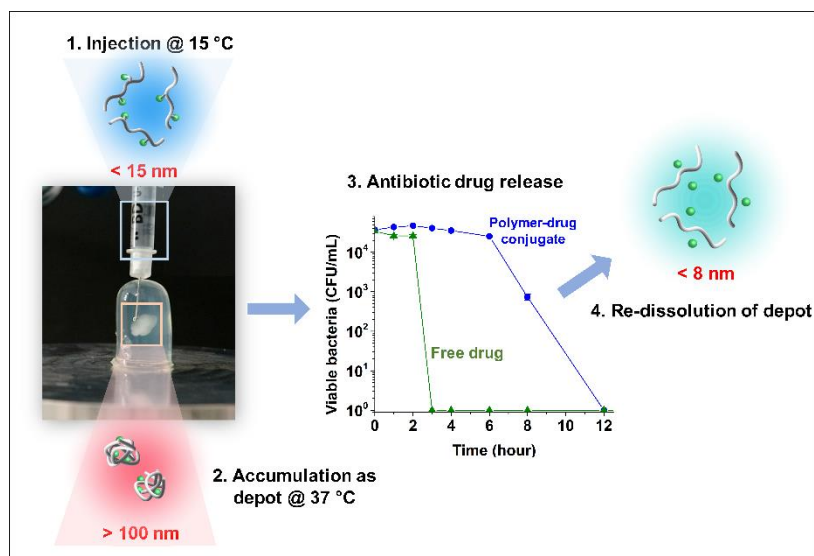 1. Injection @ 15 °C
< 15 nm
BD
> 100 nm
2. Accumulation as
depot @ 37 °C
3. Antibiotic drug release
Viable bacteria (CFU/mL)
10⁴
10³
10²
10¹
10⁰
0
2
4
6
8
10
12
Time (hour)
Polymer-drug
conjugate
Free drug
< 8 nm
4. Re-dissolution of depot